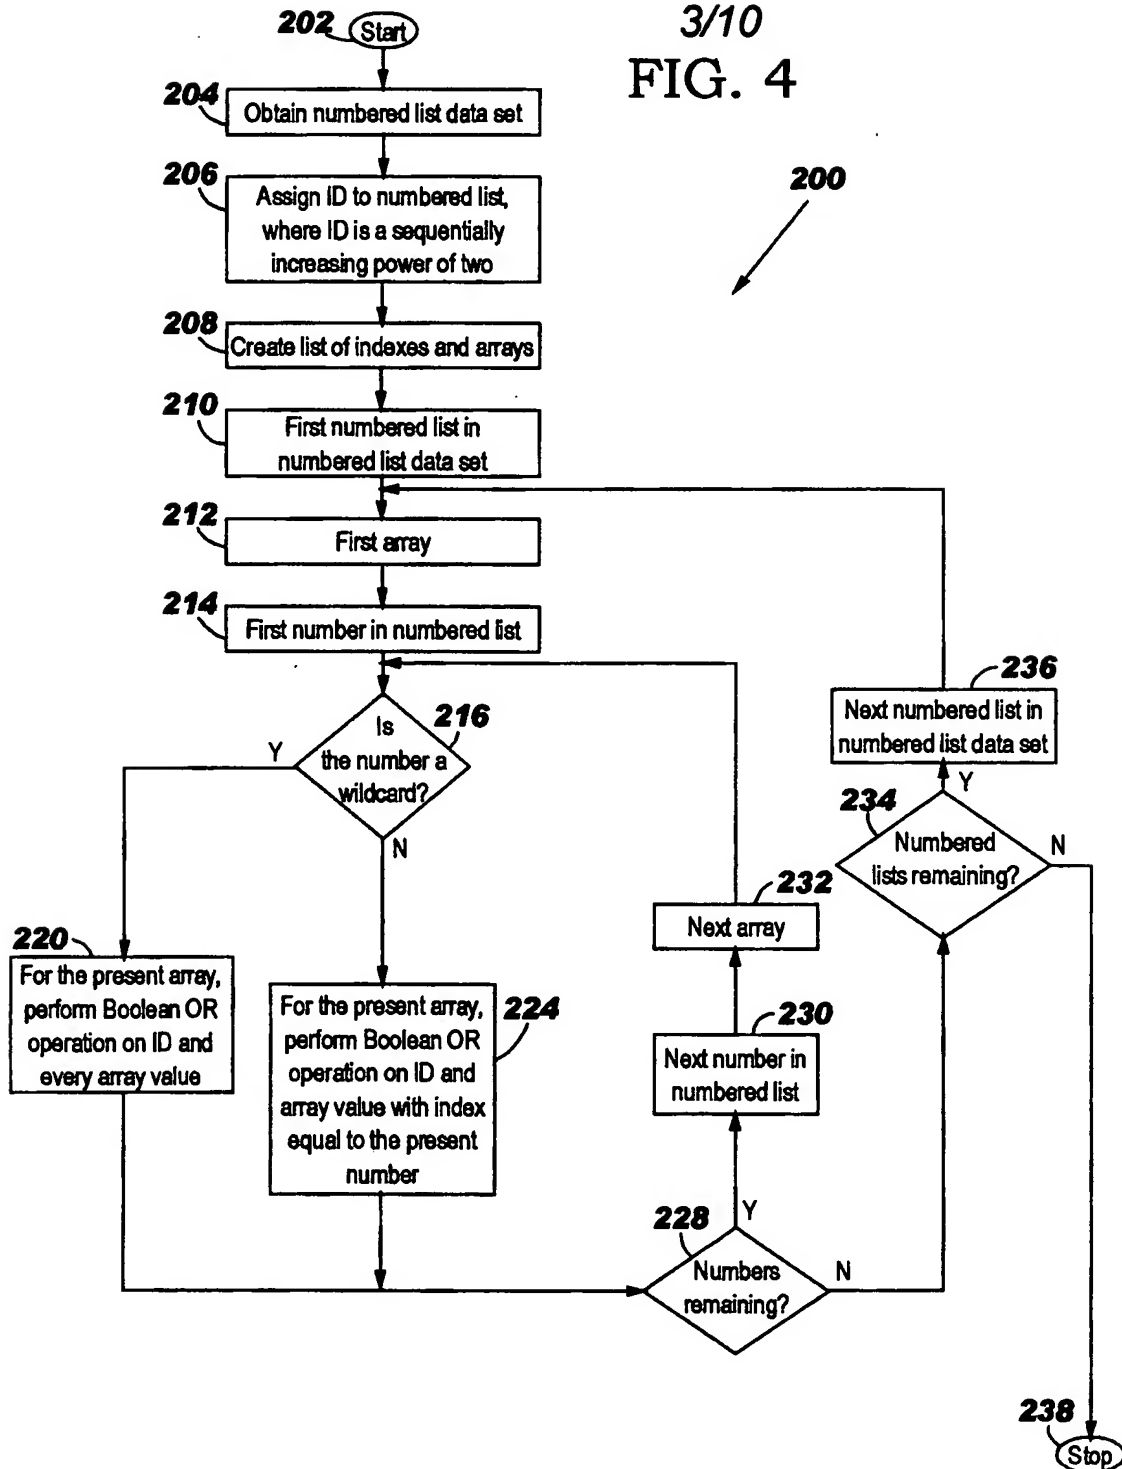 3/10
FIG. 4
200
202
Start
204
Obtain numbered list data set
206
Assign ID to numbered list,
where ID is a sequentially
increasing power of two
208
Create list of indexes and arrays
210
First numbered list in
numbered list data set
212
First array
214
First number in numbered list
216
Is
the number a
wildcard?
Y
N
220
For the present array,
perform Boolean OR
operation on ID and
every array value
224
For the present array,
perform Boolean OR
operation on ID and
array value with index
equal to the present
number
228
Numbers
remaining?
Y
N
230
Next number in
numbered list
232
Next array
234
Numbered
lists remaining?
Y
N
236
Next numbered list in
numbered list data set
238
Stop